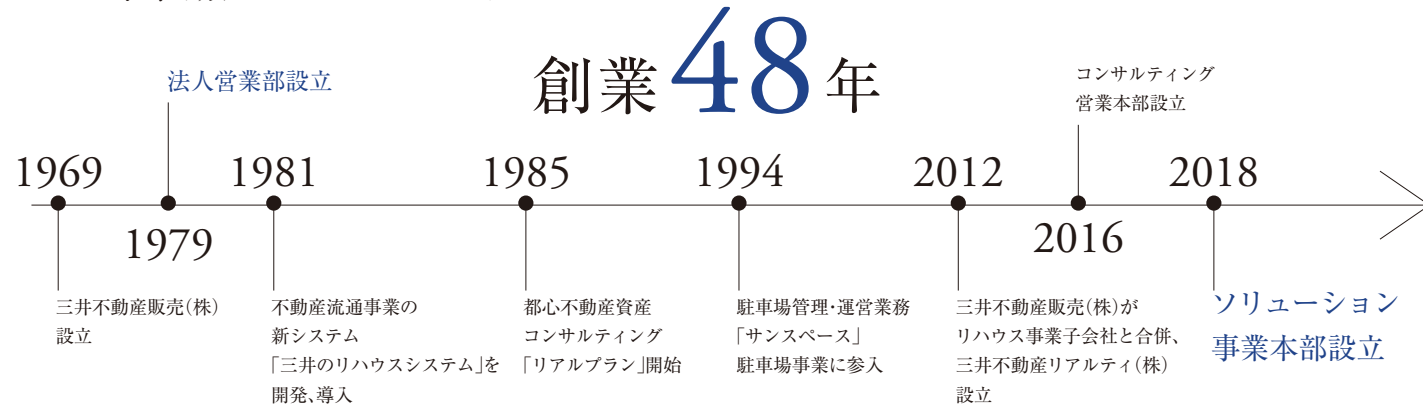 創業48年
法人営業部設立
コンサルティング
営業本部設立
1969
1979
1981
1985
1994
2012
2016
2018
三井不動産販売(株)
設立
不動産流通事業の
新システム
「三井のリハウスシステム」を
開発、導入
都心不動産資産
コンサルティング
「リアルプラン」開始
駐車場管理・運営業務
「サンスペース」
駐車場事業に参入
三井不動産販売(株)が
リハウス事業子会社と合併、
三井不動産リアルティ(株)
設立
ソリューション
事業本部設立